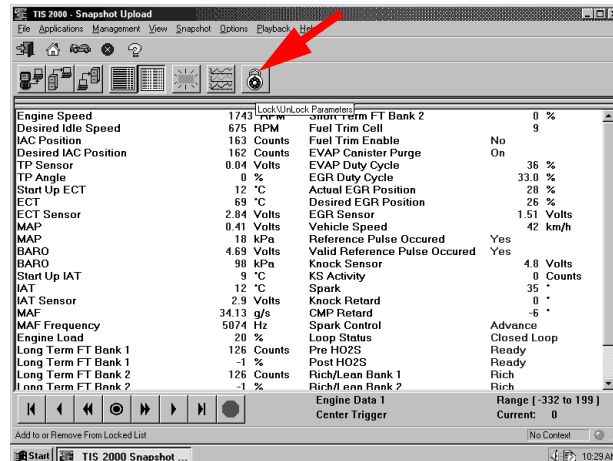 TIS 2000 - Snapshot Upload
File Applications Management View Snapshot Options Playback Help
Lock\UnLock Parameters
Engine Speed 1743 RPM Short Term FT Bank 2 0 %
Desired Idle Speed 675 RPM Fuel Trim Cell 9
IAC Position 163 Counts Fuel Trim Enable No
Desired IAC Position 162 Counts EVAP Canister Purge On
TP Sensor 0.04 Volts EVAP Duty Cycle 36 %
TP Angle 0 % EGR Duty Cycle 33.0 %
Start Up ECT 12 °C Actual EGR Position 28 %
ECT 69 °C Desired EGR Position 26 %
ECT Sensor 2.84 Volts EGR Sensor 1.51 Volts
MAP 0.41 Volts Vehicle Speed 42 km/h
MAP 18 kPa Reference Pulse Occured Yes
BARO 4.69 Volts Valid Reference Pulse Occured Yes
BARO 98 kPa Knock Sensor 4.8 Volts
Start Up IAT 9 °C KS Activity 0 Counts
IAT 12 °C Spark 35 °
IAT Sensor 2.9 Volts Knock Retard 0 °
MAF 34.13 g/s CMP Retard -6 °
MAF Frequency 5074 Hz Spark Control Advance
Engine Load 20 % Loop Status Closed Loop
Long Term FT Bank 1 126 Counts Pre HO2S Ready
Long Term FT Bank 1 -1 % Post HO2S Ready
Long Term FT Bank 2 126 Counts Rich/Lean Bank 1 Rich
Long Term FT Bank 2 -1 % Rich/Lean Bank 2 Rich
Engine Data 1 Range ( -332 to 199 )
Center Trigger Current: 0
Add to or Remove From Locked List No Context
Start TIS 2000 Snapshot ... 10:29 AM